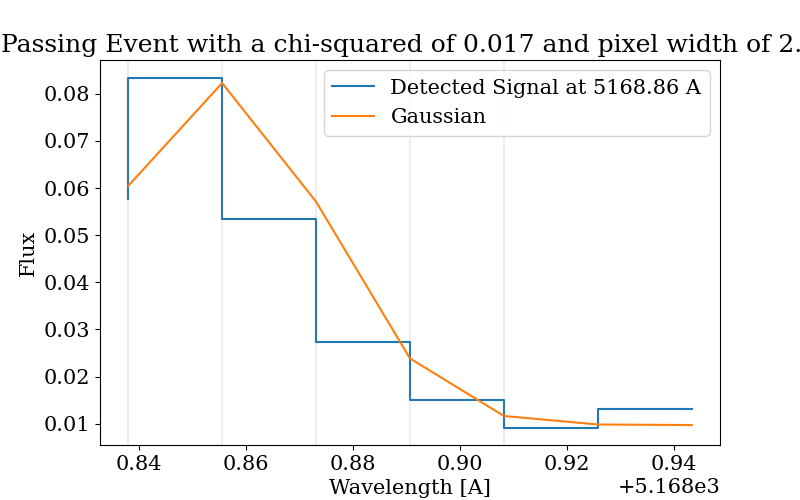 Passing Event with a chi-squared of 0.017 and pixel width of 2.
Detected Signal at 5168.86 A
Gaussian
0.08
0.07
0.06
0.05
0.04
0.03
0.02
0.01
Flux
0.84 0.86 0.88 0.90 0.92 0.94
Wavelength [A]
+5.168e3